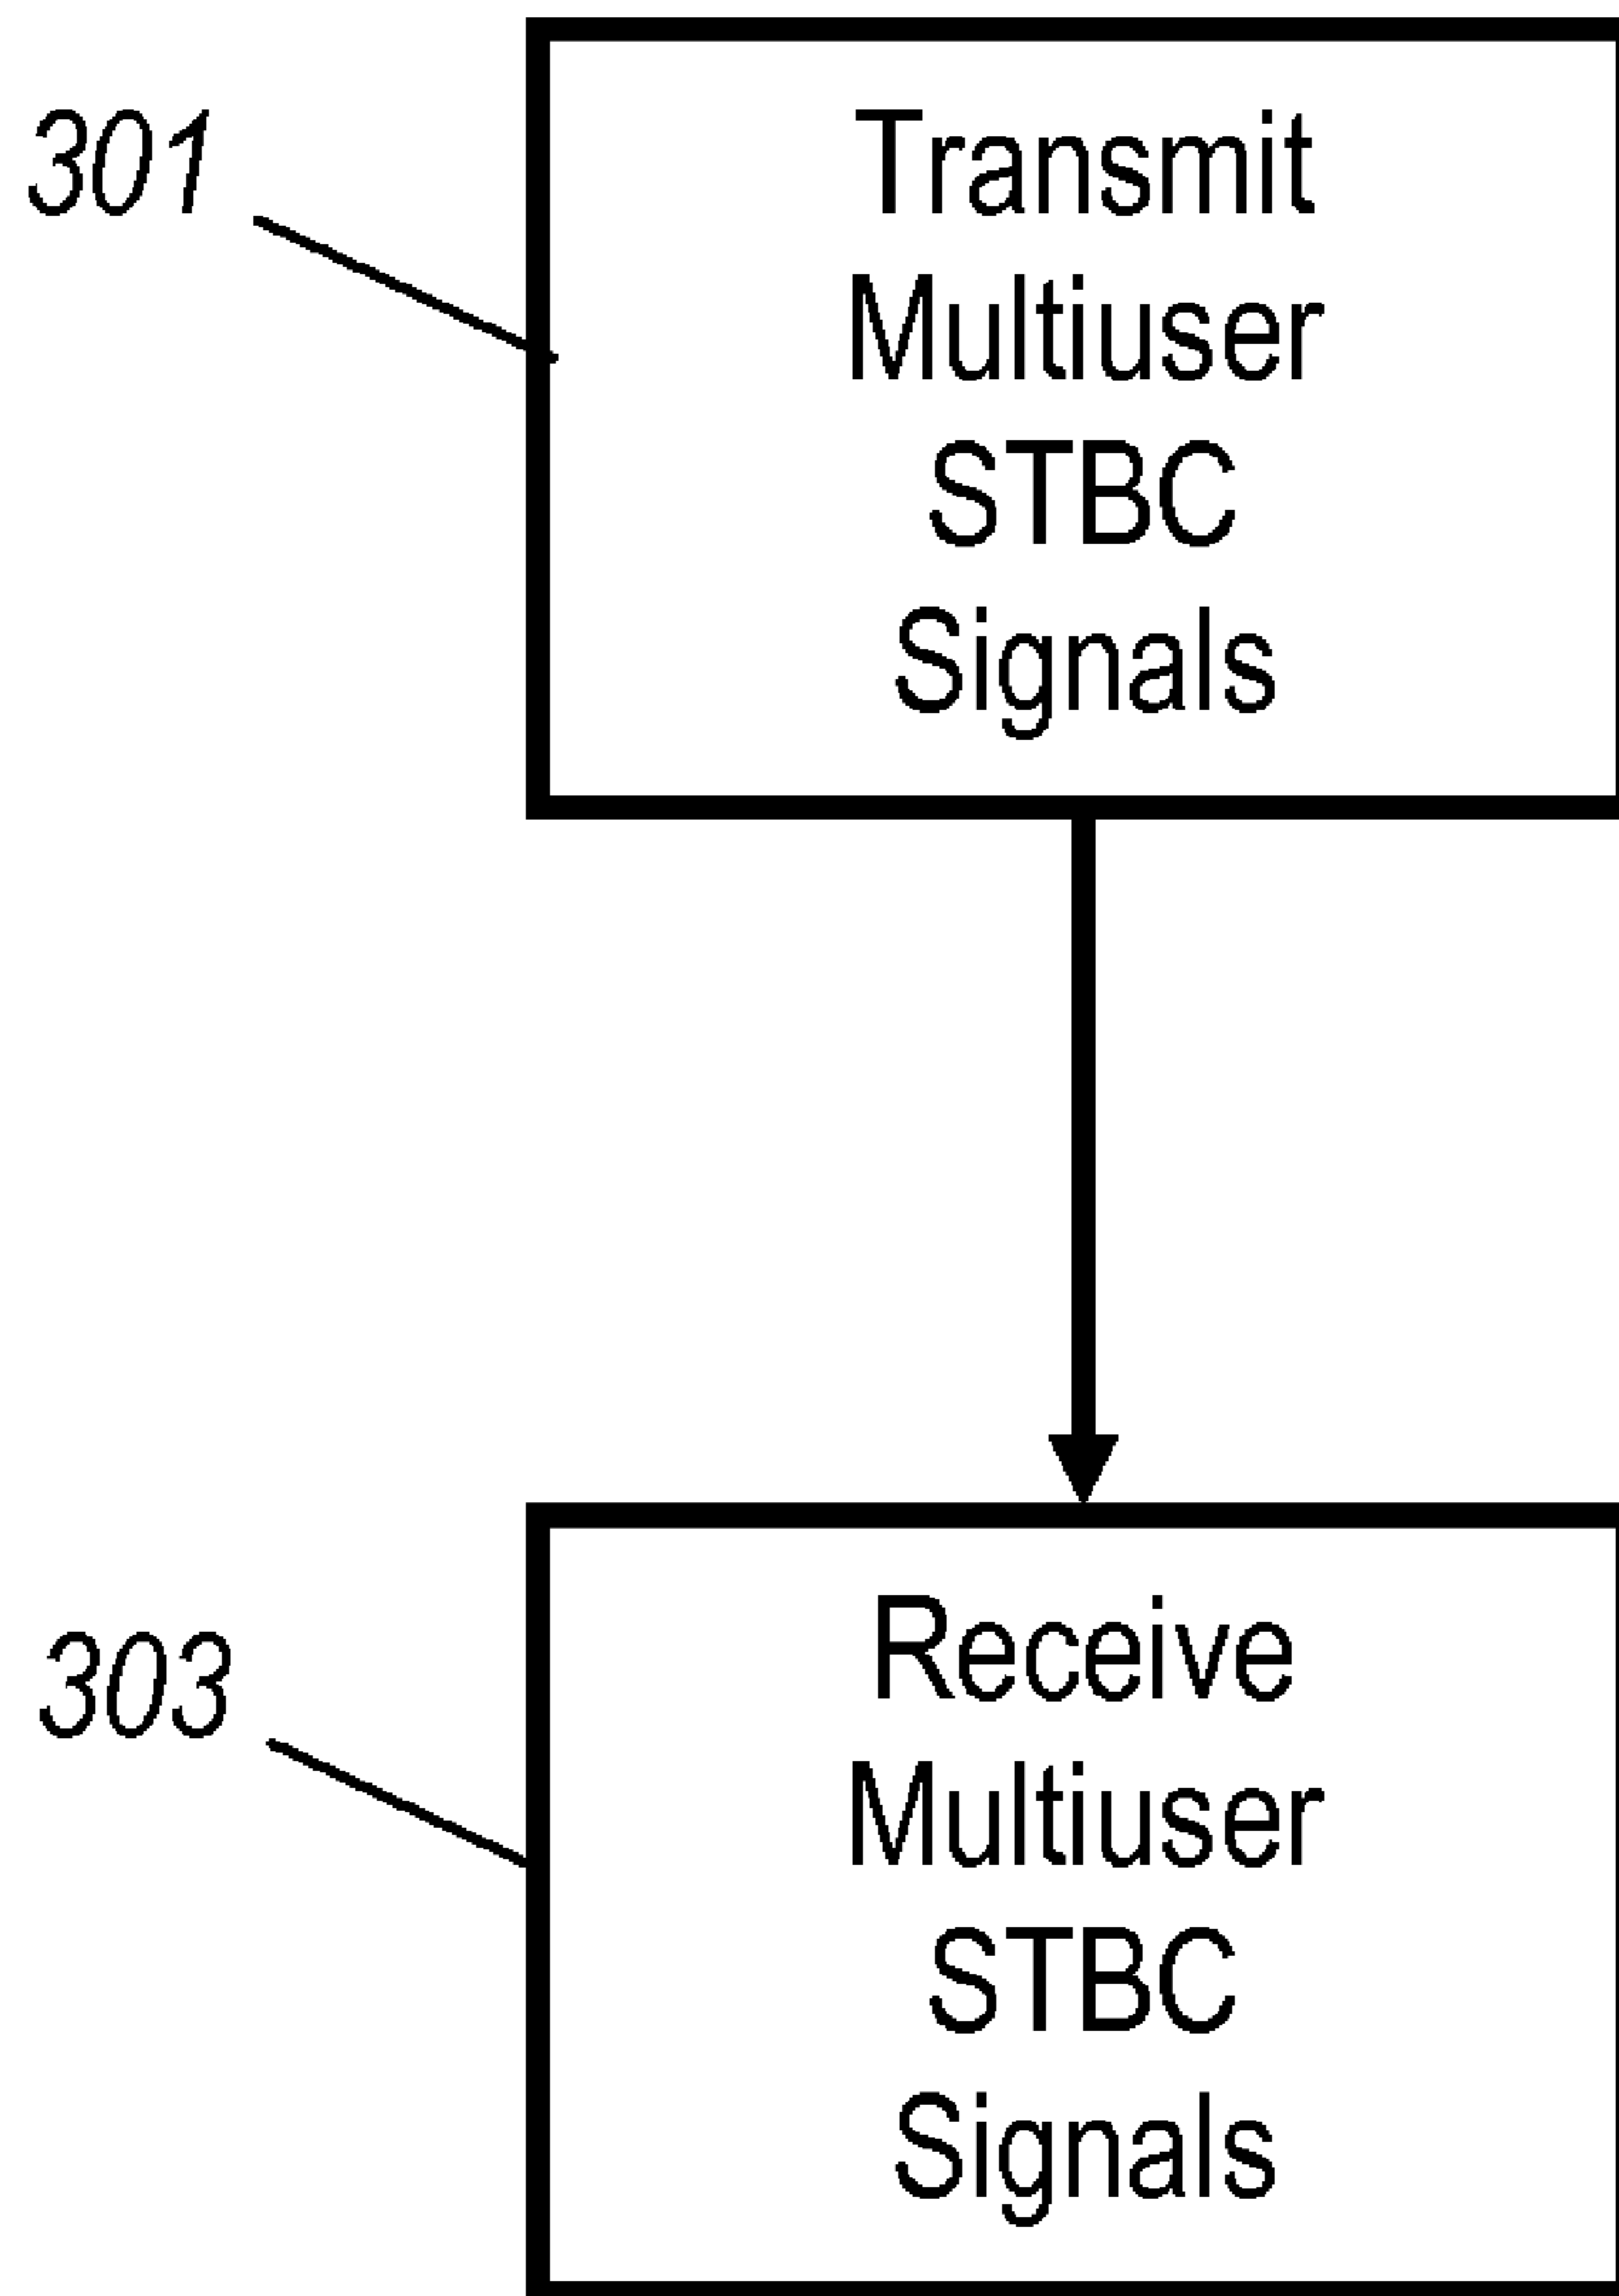 301
Transmit
Multiuser
STBC
Signals
303
Receive
Multiuser
STBC
Signals